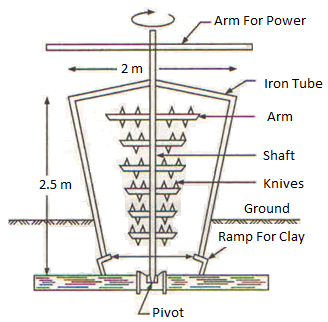 Arm For Power
2 m
Iron Tube
Arm
Shaft
2.5 m
Knives
Ground
Ramp For Clay
Pivot